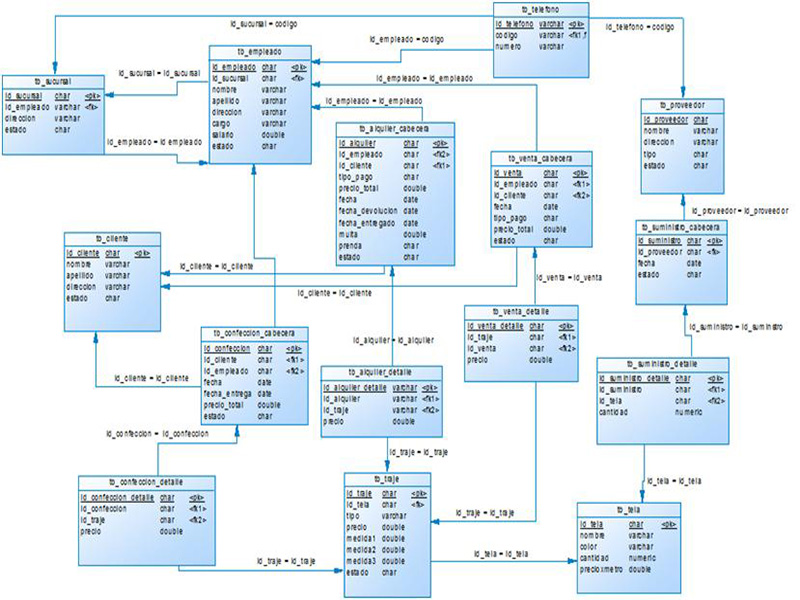 tb_telefono
id_telefono varchar <pk>
codigo varchar <fk1,f
numero varchar
id_sucursal = codigo
id_telefono = codigo
id_empleado = codigo
tb_empleado
id_empleado char <pk>
id_sucursal char <fk>
nombre varchar
apellido varchar
direccion varchar
cargo varchar
salario double
estado char
id_sucursal = id_sucursal
id_empleado = id_empleado
id_empleado = id_empleado
tb_sucursal
id_sucursal char <pk>
id_empleado varchar <fk>
direccion varchar
estado char
id_empleado = id_empleado
tb_proveedor
id_proveedor char
nombre varchar
direccion varchar
tipo char
estado char
tb_alquiler_cabecera
id_alquiler char <pk>
id_empleado char <fk2>
id_cliente char <fk1>
tipo_pago char
precio_total double
fecha date
fecha_devolucion date
fecha_entregado date
multa double
prenda char
estado char
tb_venta_cabecera
id_venta char <pk>
id_empleado char <fk1>
id_cliente char <fk2>
fecha date
tipo_pago char
precio_total double
estado char
id_proveedor = id_proveedor
tb_suministro_cabecera
id_suministro char <pk>
id_proveedor char <fk>
fecha date
estado char
tb_cliente
id_cliente char <pk>
nombre varchar
apellido varchar
direccion varchar
estado char
id_cliente = id_cliente
id_cliente = id_cliente
id_venta = id_venta
tb_venta_detalle
id_venta_detalle char <pk>
id_traje char <fk1>
id_venta char <fk2>
precio double
id_suministro = id_suministro
tb_confeccion_cabecera
id_confeccion char <pk>
id_cliente char <fk1>
id_empleado char <fk2>
fecha date
fecha_entrega date
precio_total double
estado char
id_alquiler = id_alquiler
id_cliente = id_cliente
tb_alquiler_detalle
id_alquiler_detalle varchar <pk>
id_alquiler varchar <fk1>
id_traje varchar <fk2>
precio double
tb_suministro_detalle
id_suministro_detalle char <pk>
id_suministro char <fk1>
id_tela char <fk2>
cantidad numeric
id_confeccion = id_confeccion
id_traje = id_traje
tb_confeccion_detalle
id_confeccion_detalle char <pk>
id_confeccion char <fk1>
id_traje char <fk2>
precio double
tb_traje
id_traje char <pk>
id_tela char <fk>
tipo varchar
precio double
medida1 double
medida2 double
medida3 double
estado char
id_traje = id_traje
id_traje = id_traje
id_tela = id_tela
id_tela = id_tela
tb_tela
id_tela char <pk>
nombre varchar
color varchar
cantidad numeric
precioxmetro double